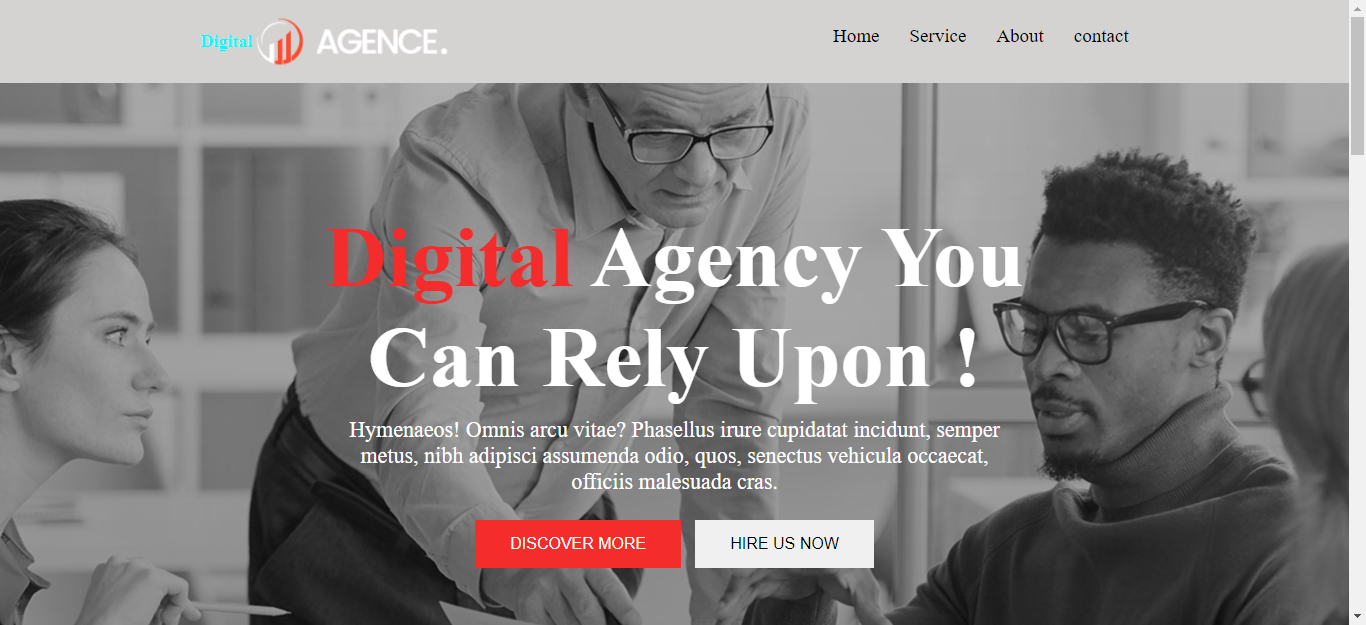 Digital AGENCE.
Home Service About contact
Digital Agency You
Can Rely Upon !
Hymenaeos! Omnis arcu vitae? Phasellus irure cupidatat incidunt, semper
metus, nibh adipisci assumenda odio, quos, senectus vehicula occaecat,
officiis malesuada cras.
DISCOVER MORE HIRE US NOW